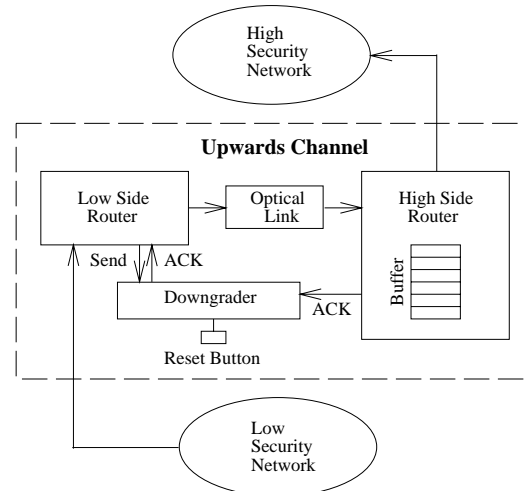 High
Security
Network
Upwards Channel
Low Side
Router
Optical
Link
High Side
Router
Send
ACK
Buffer
Downgrader
ACK
Reset Button
Low
Security
Network